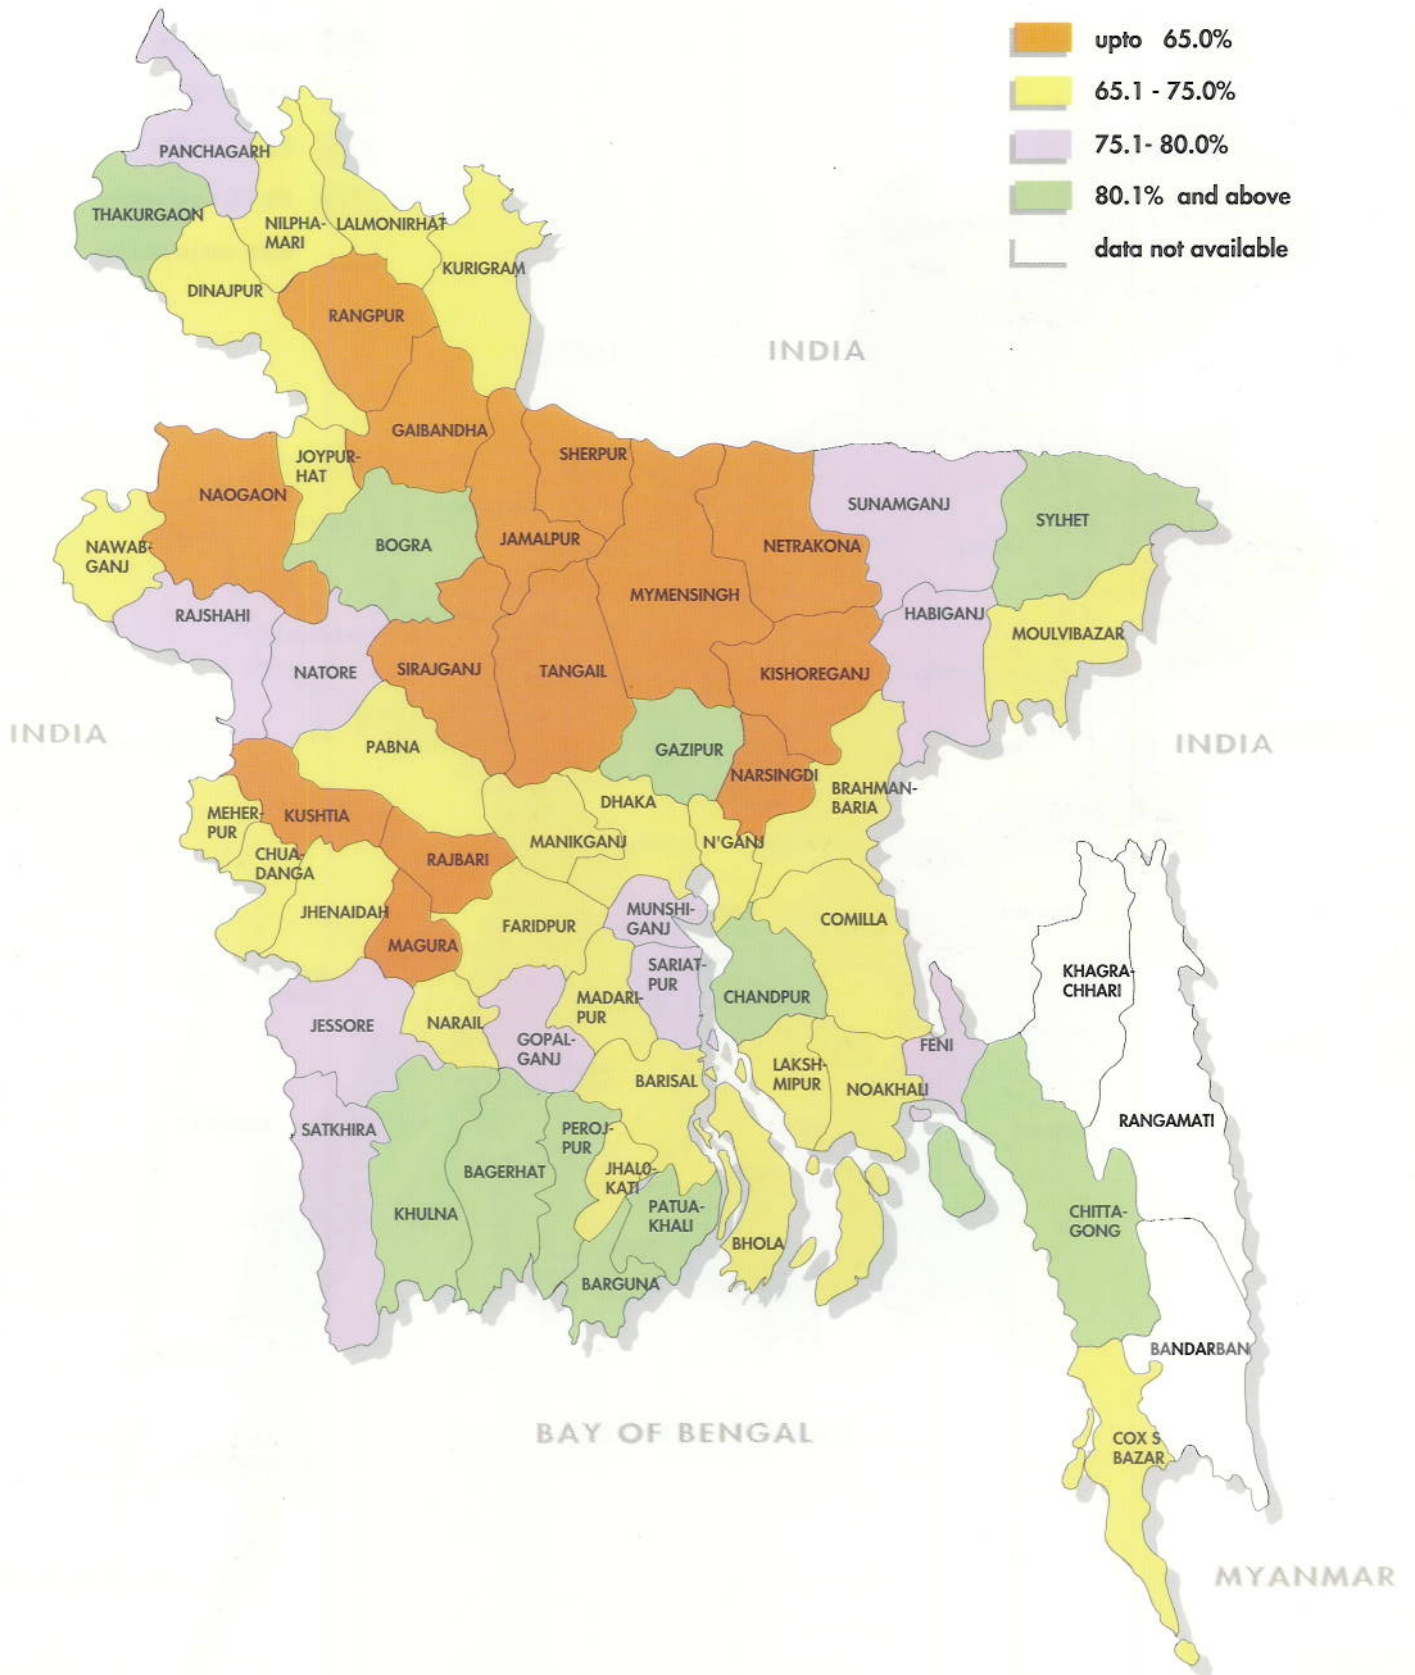 upto 65.0%
65.1 - 75.0%
75.1- 80.0%
80.1% and above
data not available
PANCHAGARH
THAKURGAON
NILPHA-
MARI
LALMONIRHAT
KURIGRAM
DINAJPUR
RANGPUR
INDIA
GAIBANDHA
JOYPUR-
HAT
SHERPUR
NAOGAON
SUNAMGANJ
SYLHET
NAWAB-
GANJ
BOGRA
JAMALPUR
NETRAKONA
MYMENSINGH
RAJSHAHI
HABIGANJ
MOULVIBAZAR
NATORE
SIRAJGANJ
TANGAIL
KISHOREGANJ
INDIA
PABNA
GAZIPUR
INDIA
NARSINGDI
BRAHMAN-
BARIA
DHAKA
MEHER-
PUR
KUSHTIA
MANIKGANJ
N'GANJ
CHUA-
DANGA
RAJBARI
JHENAIDAH
FARIDPUR
MUNSHI-
GANJ
COMILLA
MAGURA
SARIAT-
PUR
KHAGRA-
CHHARI
MADARI-
PUR
CHANDPUR
JESSORE
NARAIL
GOPAL-
GANJ
FENI
BARISAL
LAKSH-
MIPUR
NOAKHALI
SATKHIRA
PEROJ-
PUR
RANGAMATI
BAGERHAT
JHALO-
KATI
KHULNA
PATUA-
KHALI
CHITTA-
GONG
BHOLA
BARGUNA
BANDARBAN
BAY OF BENGAL
COX S
BAZAR
MYANMAR